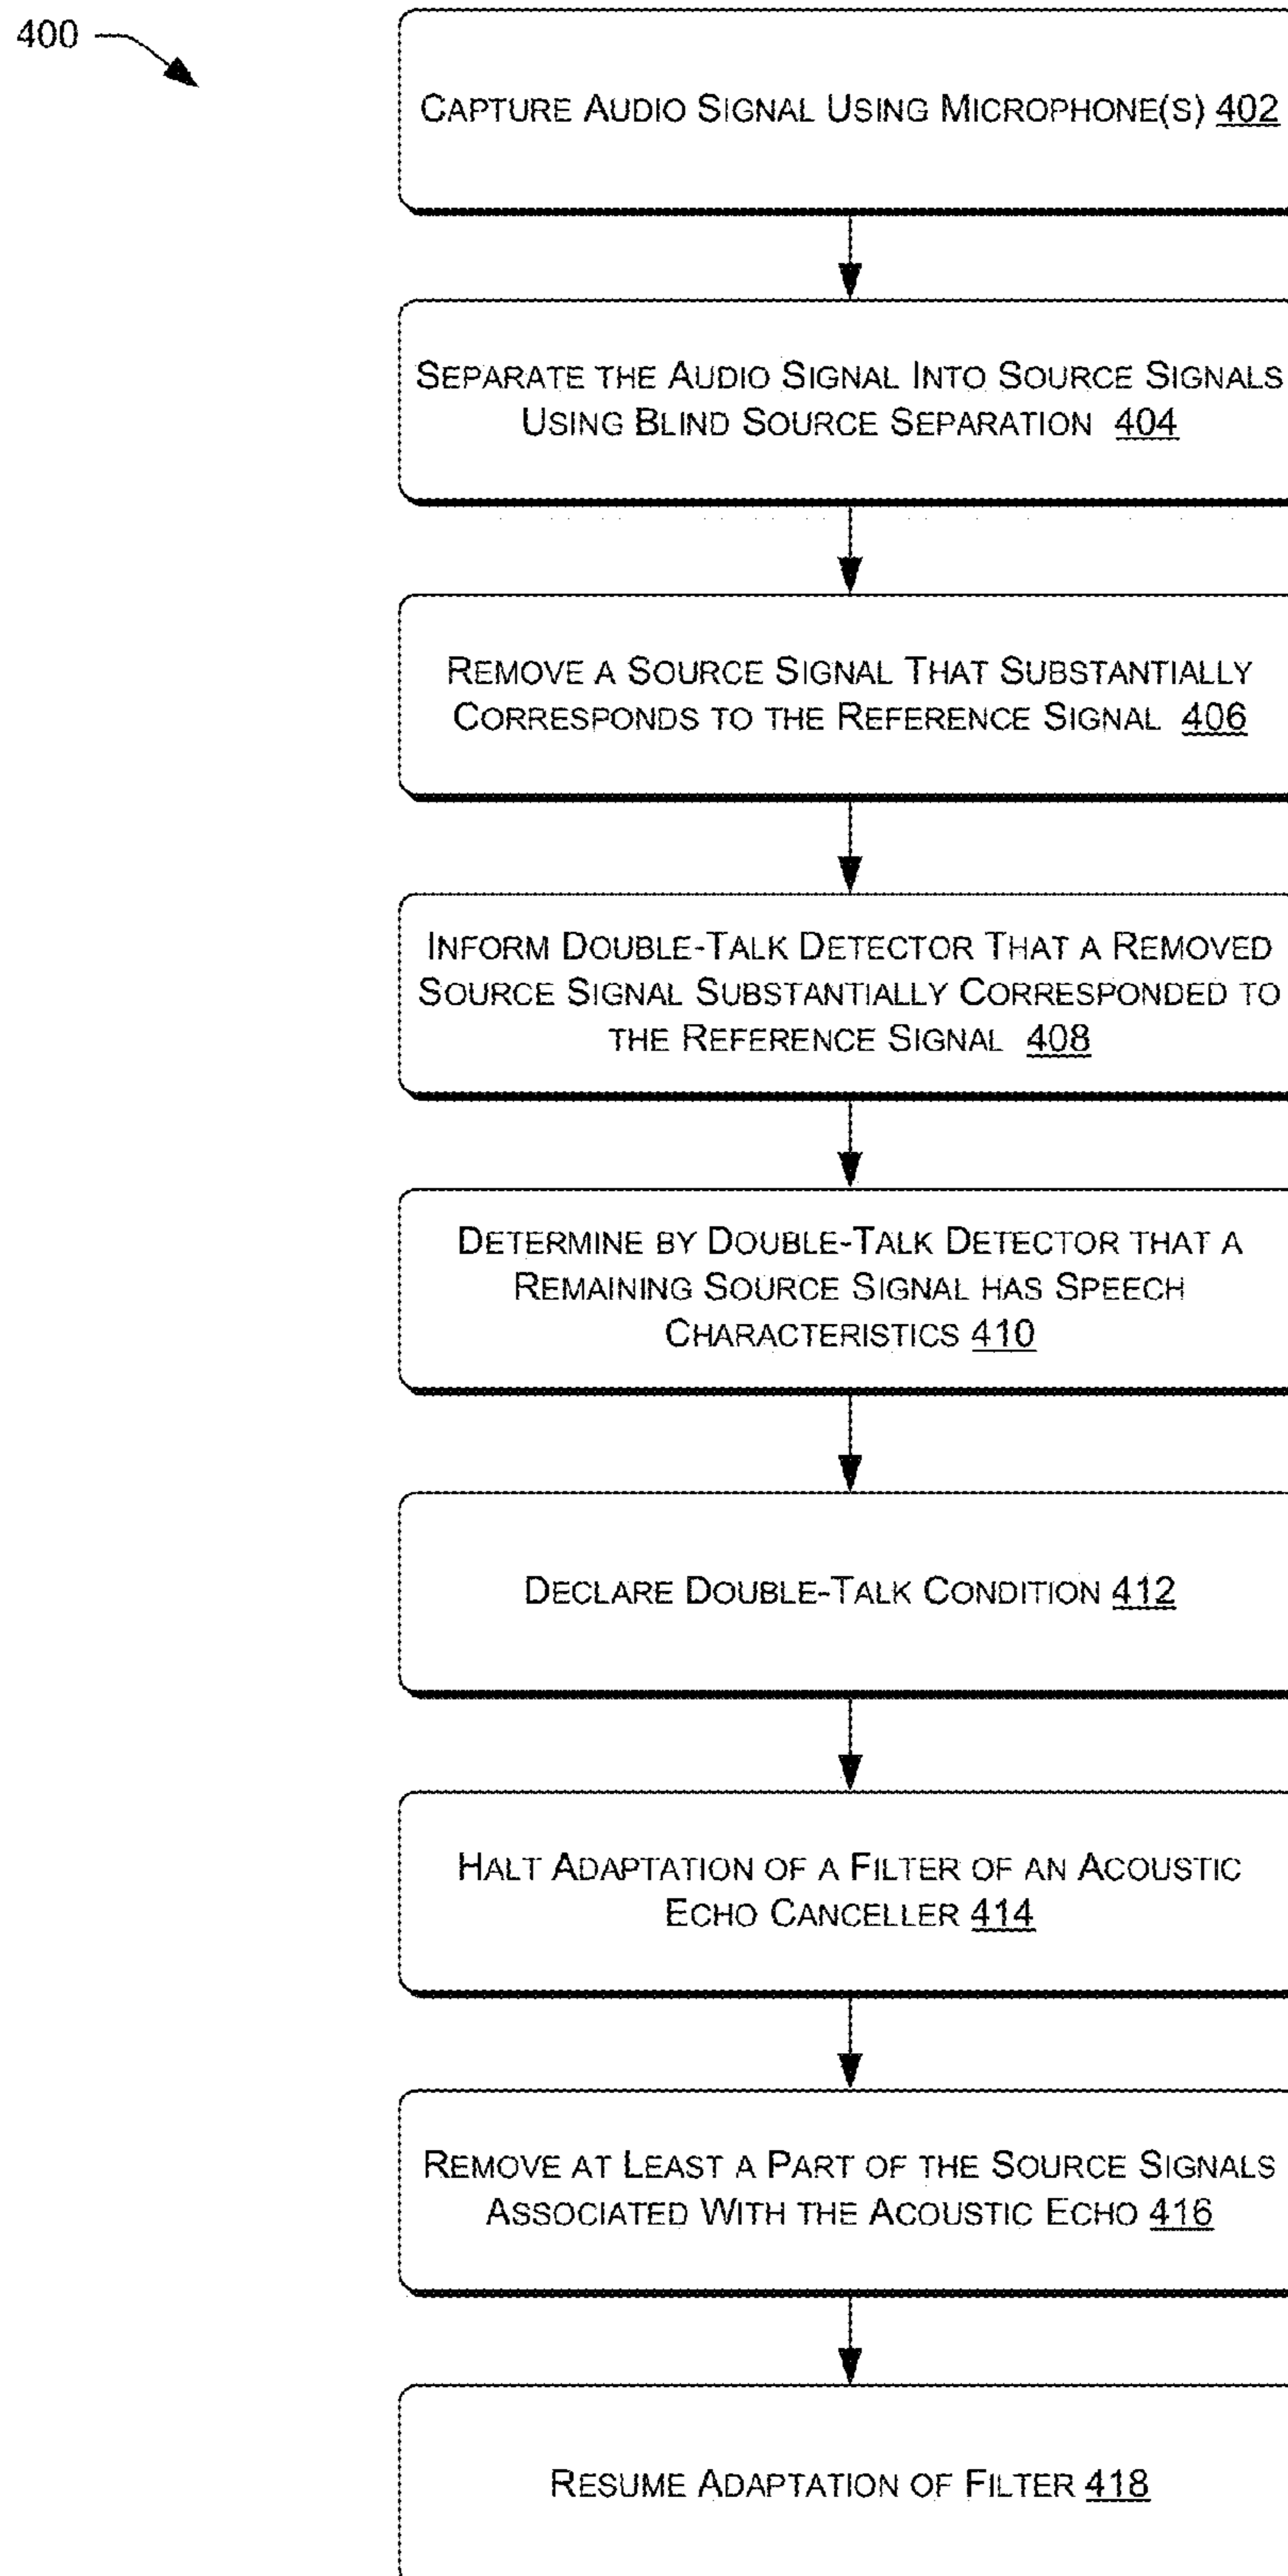 400
CAPTURE AUDIO SIGNAL USING MICROPHONE(S) 402
SEPARATE THE AUDIO SIGNAL INTO SOURCE SIGNALS
USING BLIND SOURCE SEPARATION 404
REMOVE A SOURCE SIGNAL THAT SUBSTANTIALLY
CORRESPONDS TO THE REFERENCE SIGNAL 406
INFORM DOUBLE-TALK DETECTOR THAT A REMOVED
SOURCE SIGNAL SUBSTANTIALLY CORRESPONDED TO
THE REFERENCE SIGNAL 408
DETERMINE BY DOUBLE-TALK DETECTOR THAT A
REMAINING SOURCE SIGNAL HAS SPEECH
CHARACTERISTICS 410
DECLARE DOUBLE-TALK CONDITION 412
HALT ADAPTATION OF A FILTER OF AN ACOUSTIC
ECHO CANCELLER 414
REMOVE AT LEAST A PART OF THE SOURCE SIGNALS
ASSOCIATED WITH THE ACOUSTIC ECHO 416
RESUME ADAPTATION OF FILTER 418